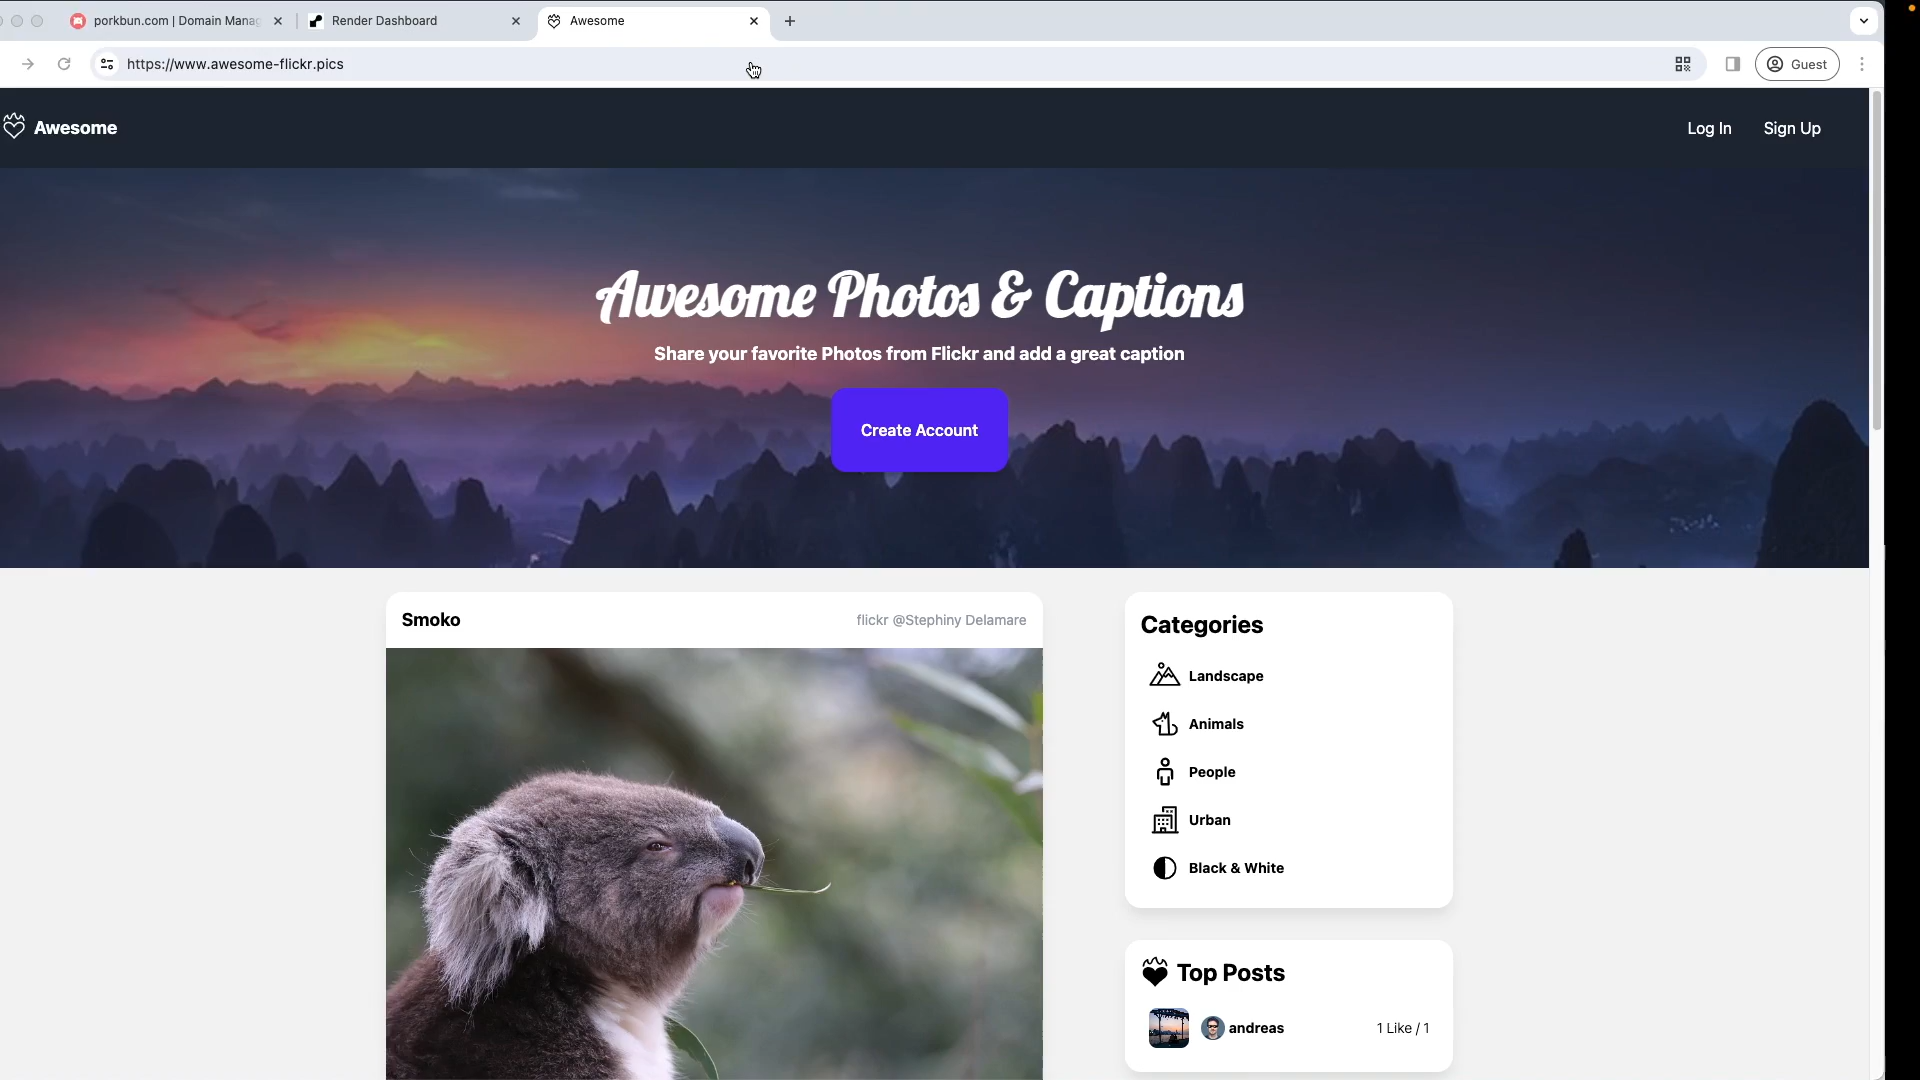 porkbun.com | Domain Manag
Render Dashboard
Awesome
https://www.awesome-flickr.pics
Guest
Awesome
Log In
Sign Up
Awesome Photos & Captions
Share your favorite Photos from Flickr and add a great caption
Create Account
Smoko
flickr @Stephiny Delamare
Categories
Landscape
Animals
People
Urban
Black & White
Top Posts
andreas
1 Like / 1